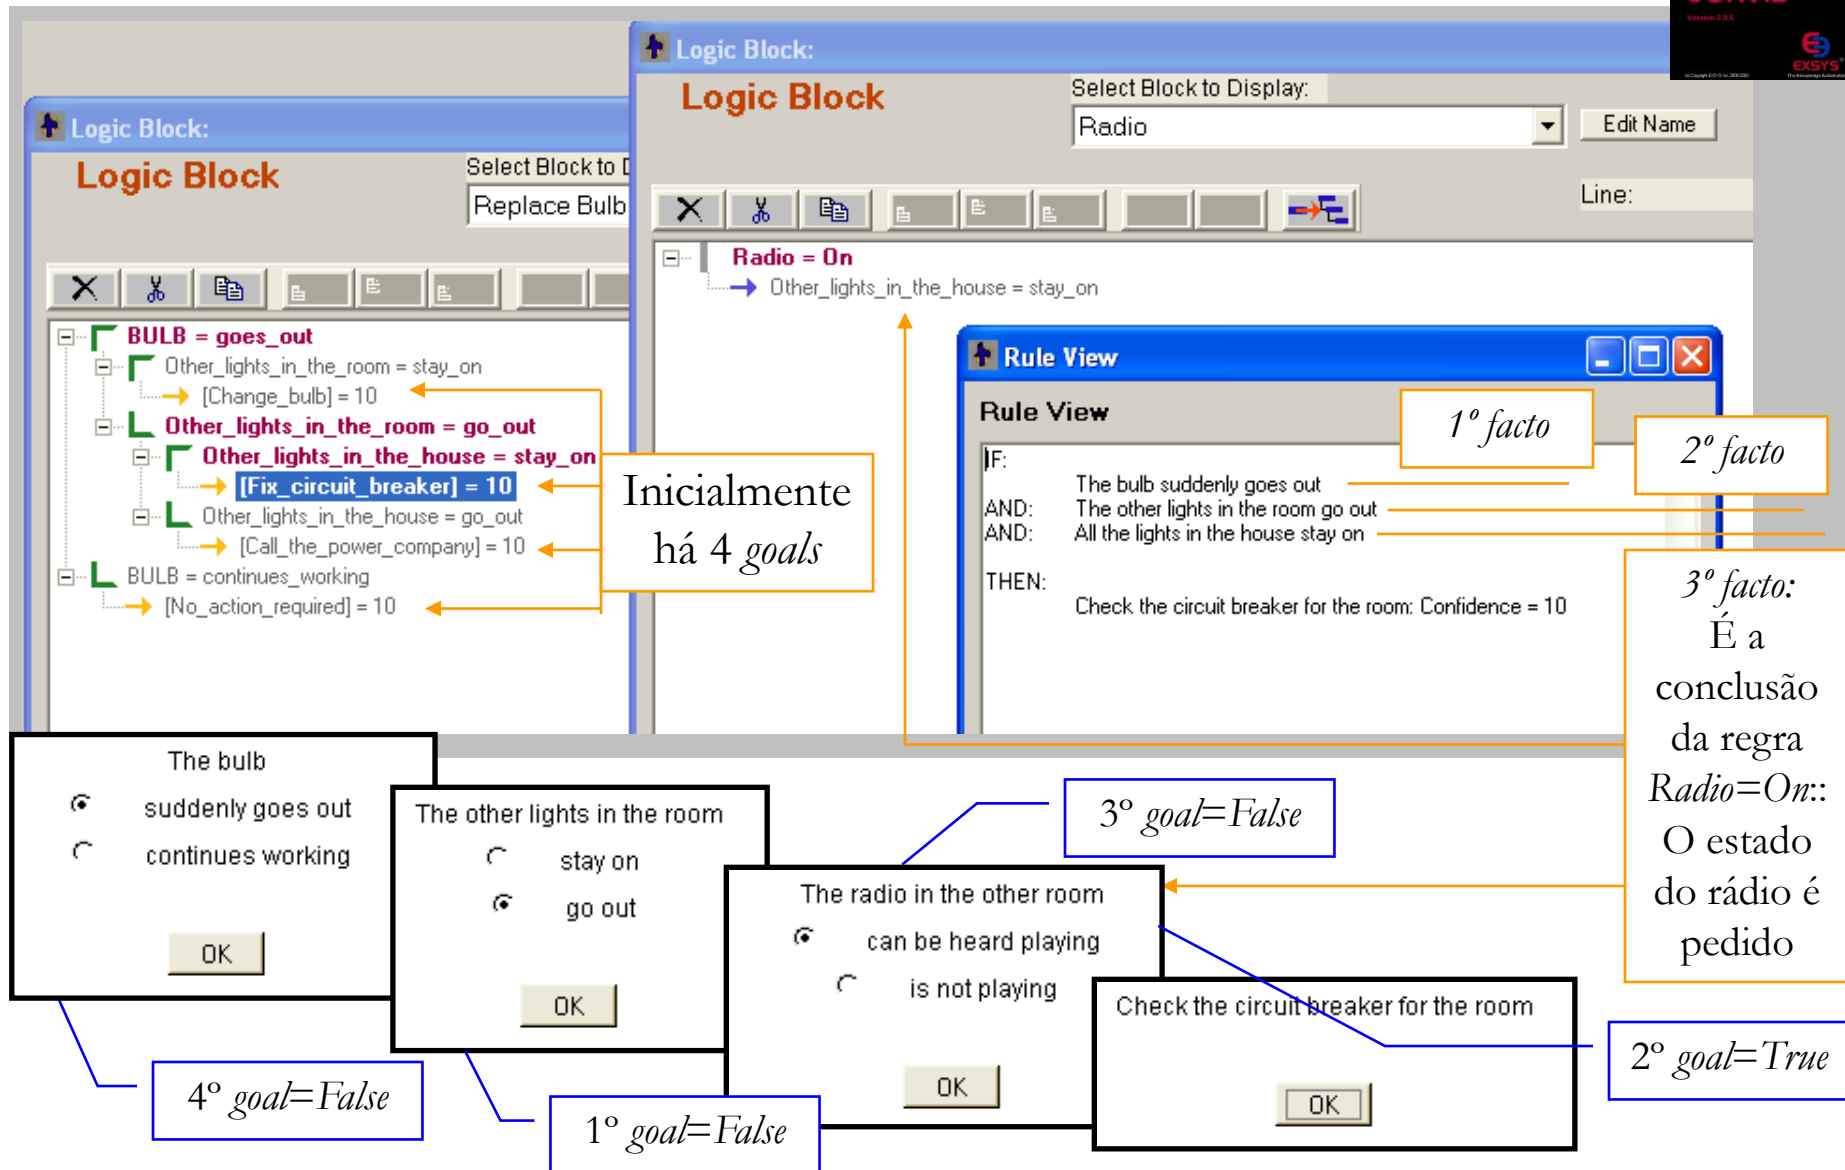 Version 2.0.5
EXSYS
Logic Block:
Logic Block
Select Block to Display:
Radio
Edit Name
Line:
Radio = On
Other_lights_in_the_house = stay_on
Logic Block:
Logic Block
Select Block to D
Replace Bulb
BULB = goes_out
Other_lights_in_the_room = stay_on
[Change_bulb] = 10
Other_lights_in_the_room = go_out
Other_lights_in_the_house = stay_on
[Fix_circuit_breaker] = 10
Other_lights_in_the_house = go_out
[Call_the_power_company] = 10
BULB = continues_working
[No_action_required] = 10
Inicialmente
há 4 goals
Rule View
Rule View
IF:
The bulb suddenly goes out
AND: The other lights in the room go out
AND: All the lights in the house stay on
THEN:
Check the circuit breaker for the room: Confidence = 10
1º facto
2º facto
3º facto:
É a
conclusão
da regra
Radio=On::
O estado
do rádio é
pedido
The bulb
suddenly goes out
continues working
OK
The other lights in the room
stay on
go out
OK
The radio in the other room
can be heard playing
is not playing
OK
Check the circuit breaker for the room
OK
3º goal=False
2º goal=True
4º goal=False
1º goal=False